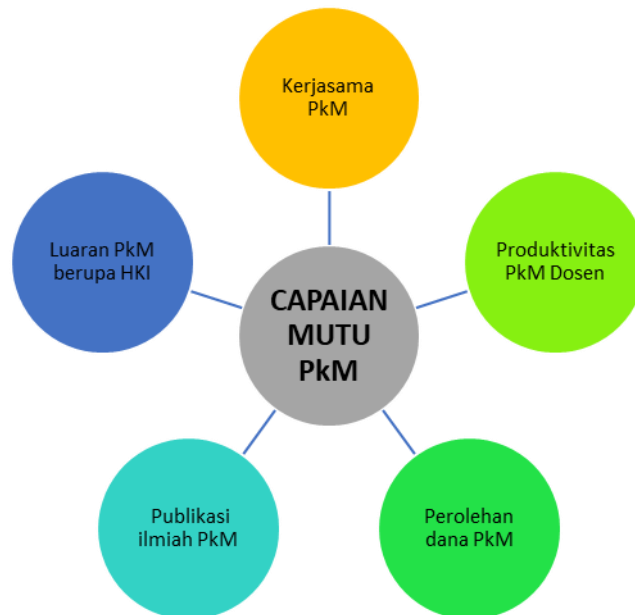 Kerjasama
PkM
Luaran PkM
berupa HKI
Produktivitas
PkM Dosen
CAPAIAN
MUTU
PkM
Publikasi
ilmiah PkM
Perolehan
dana PkM